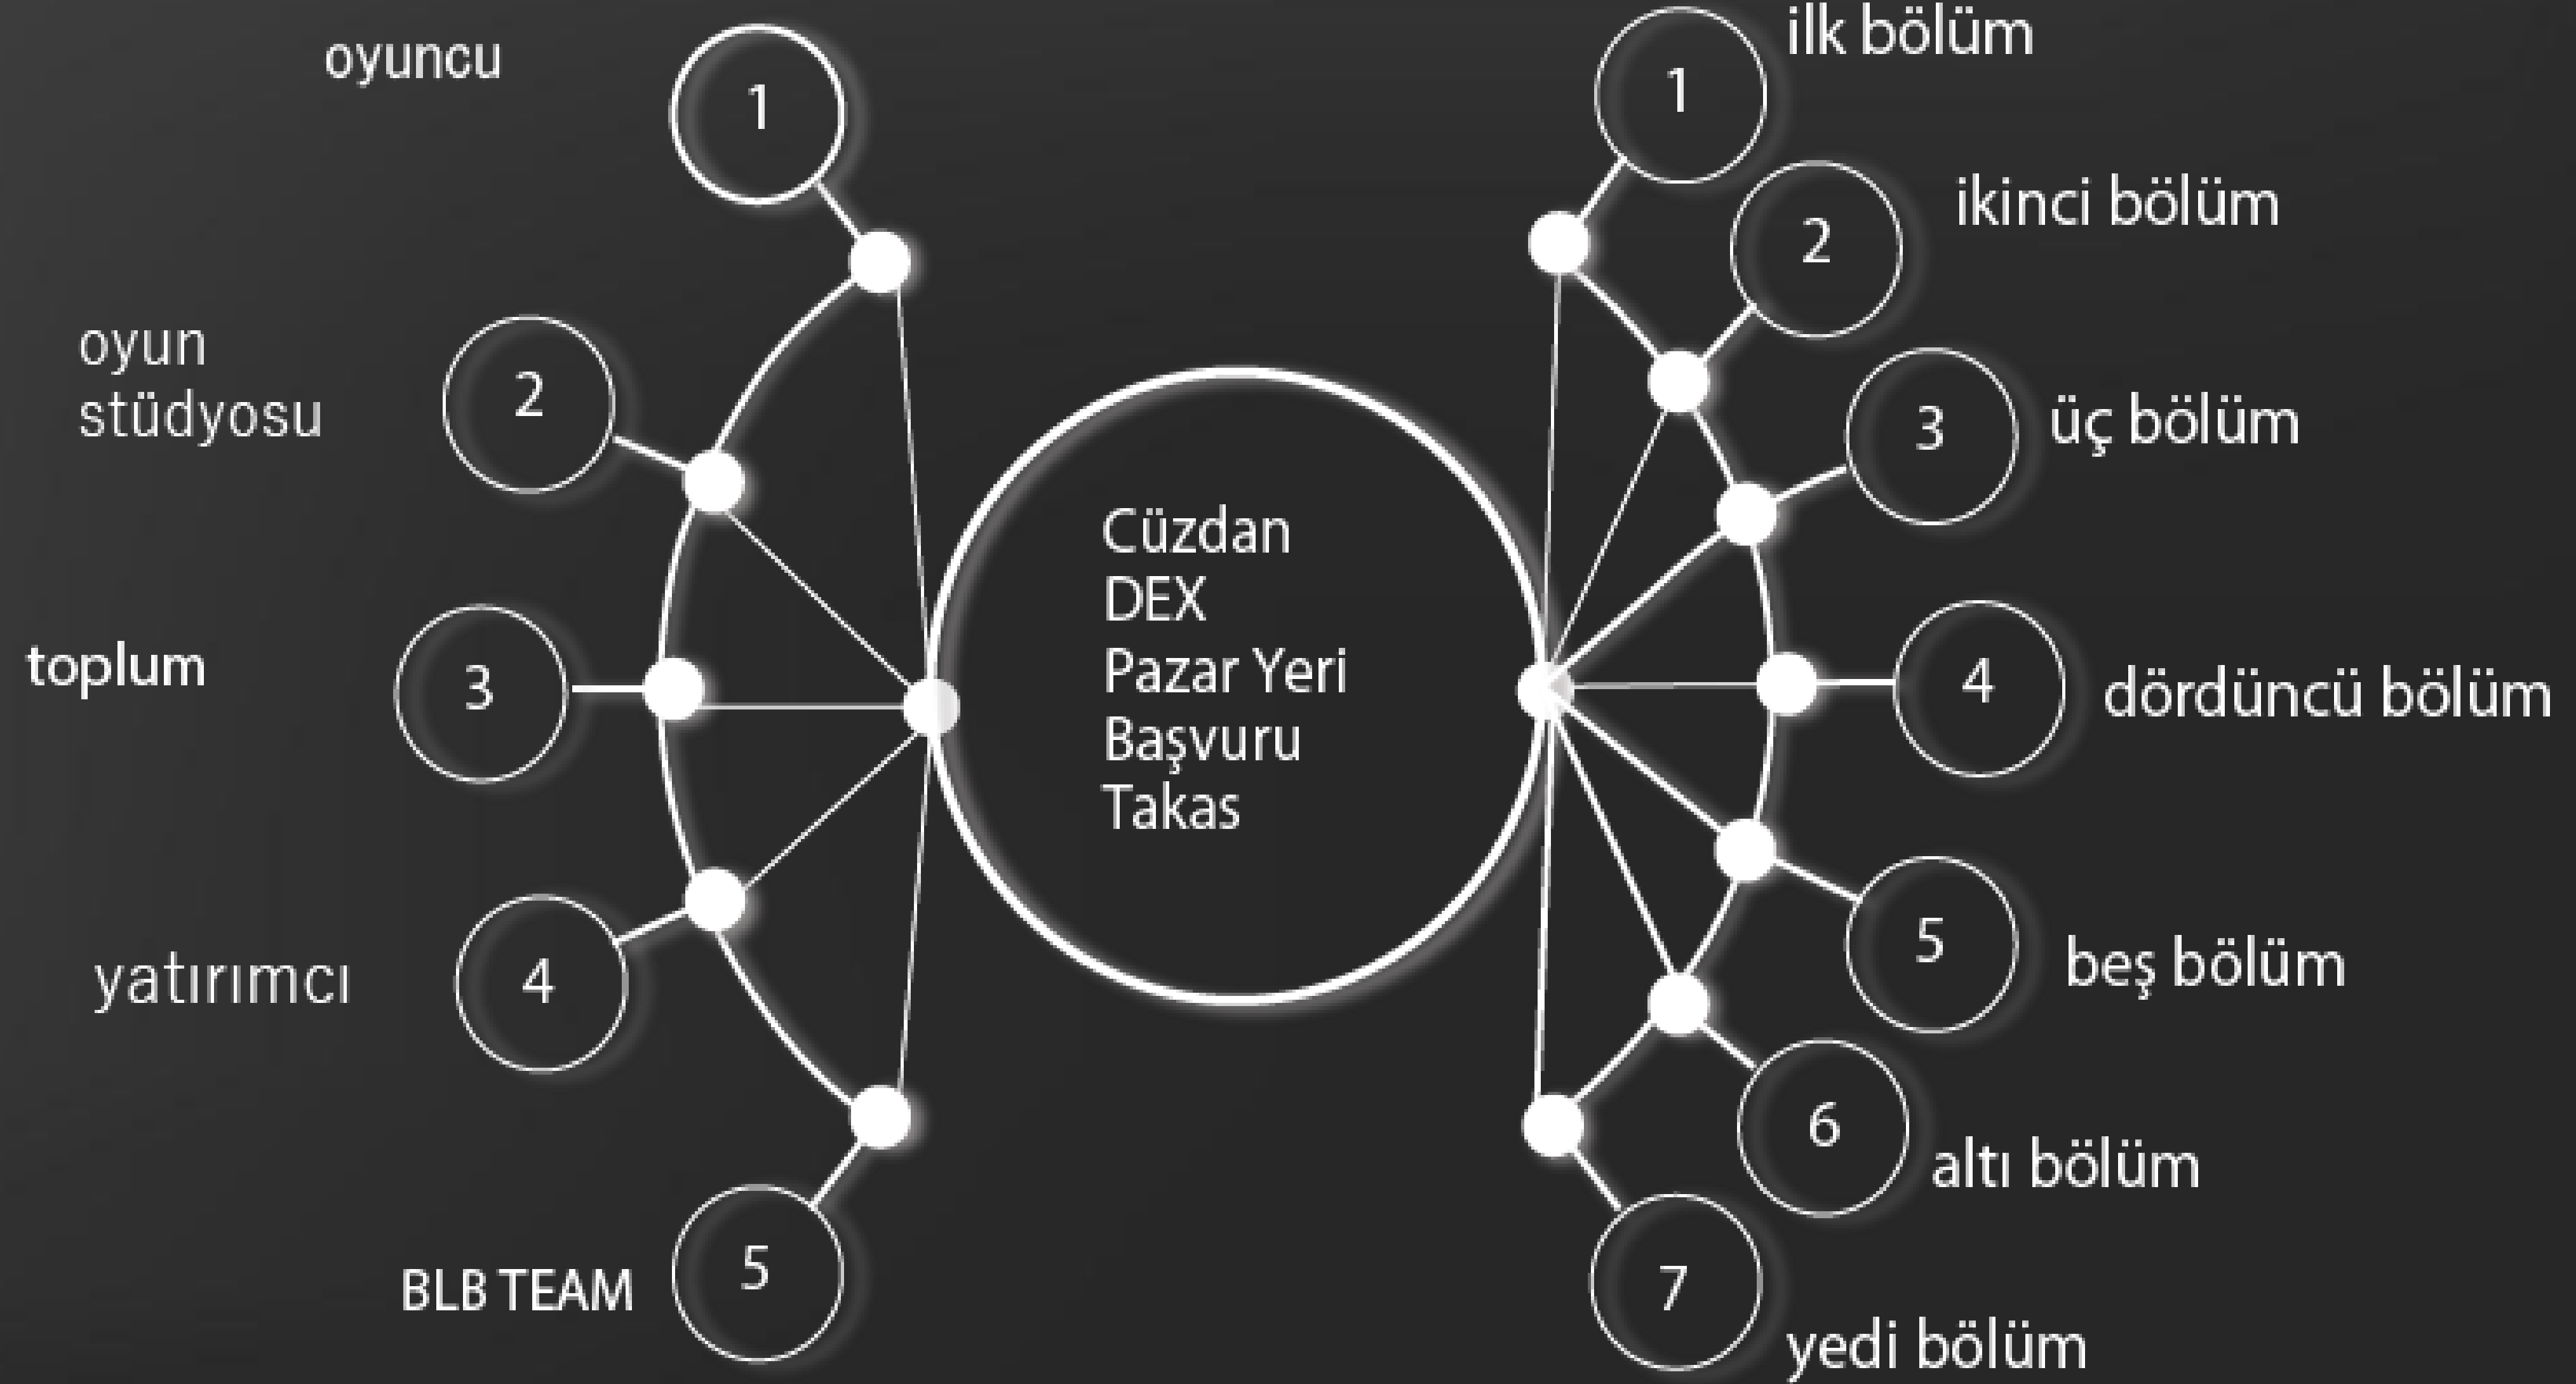 oyuncu
1
oyun
stüdyosu
2
toplum
3
yatırımcı
4
BLB TEAM
5
Cüzdan
DEX
Pazar Yeri
Başvuru
Takas
1
ilk bölüm
2
ikinci bölüm
3
üç bölüm
4
dördüncü bölüm
5
beş bölüm
6
altı bölüm
7
yedi bölüm